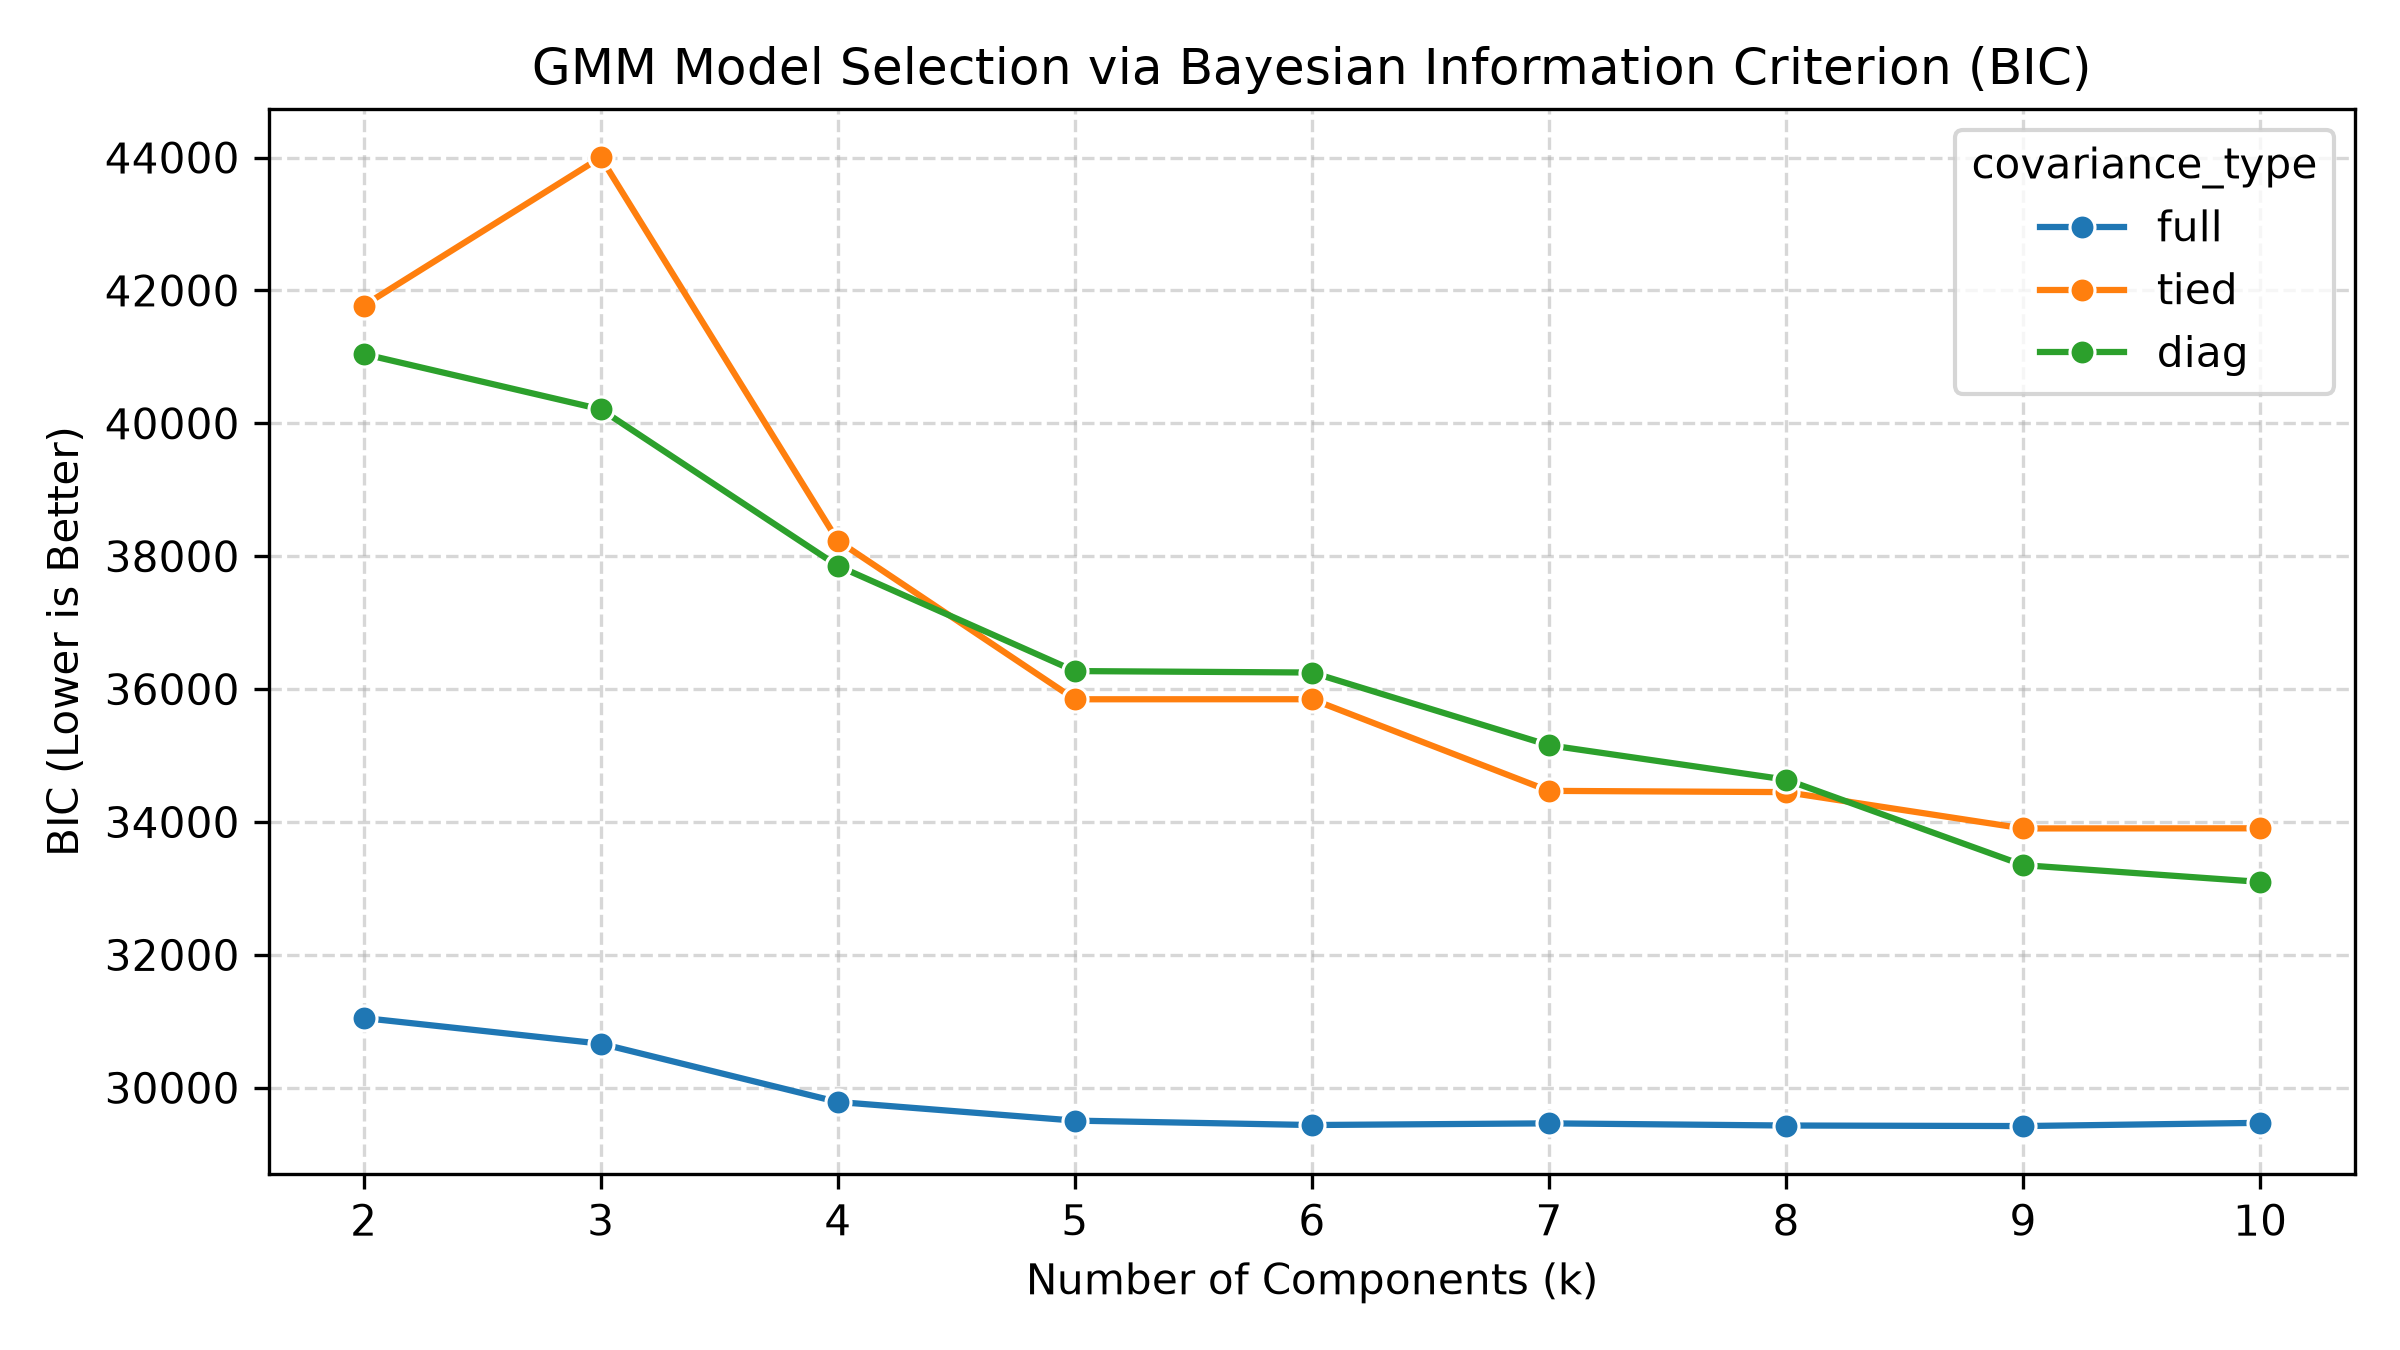 GMM Model Selection via Bayesian Information Criterion (BIC)
BIC (Lower is Better)
44000
42000
40000
38000
36000
34000
32000
30000
covariance_type
full
tied
diag
2 3 4 5 6 7 8 9 10
Number of Components (k)